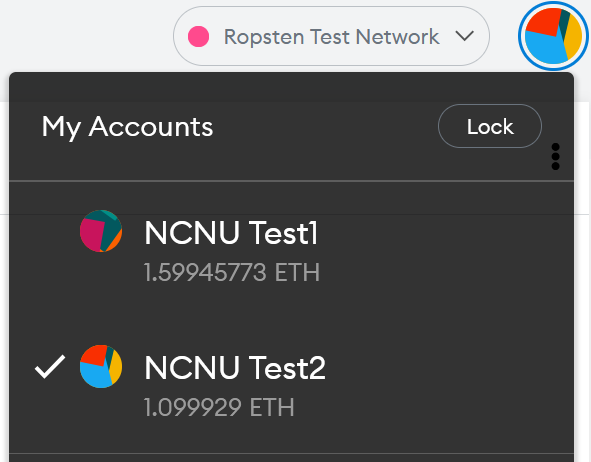 Ropsten Test Network
My Accounts
Lock
NCNU Test1
1.59945773 ETH
NCNU Test2
1.099929 ETH